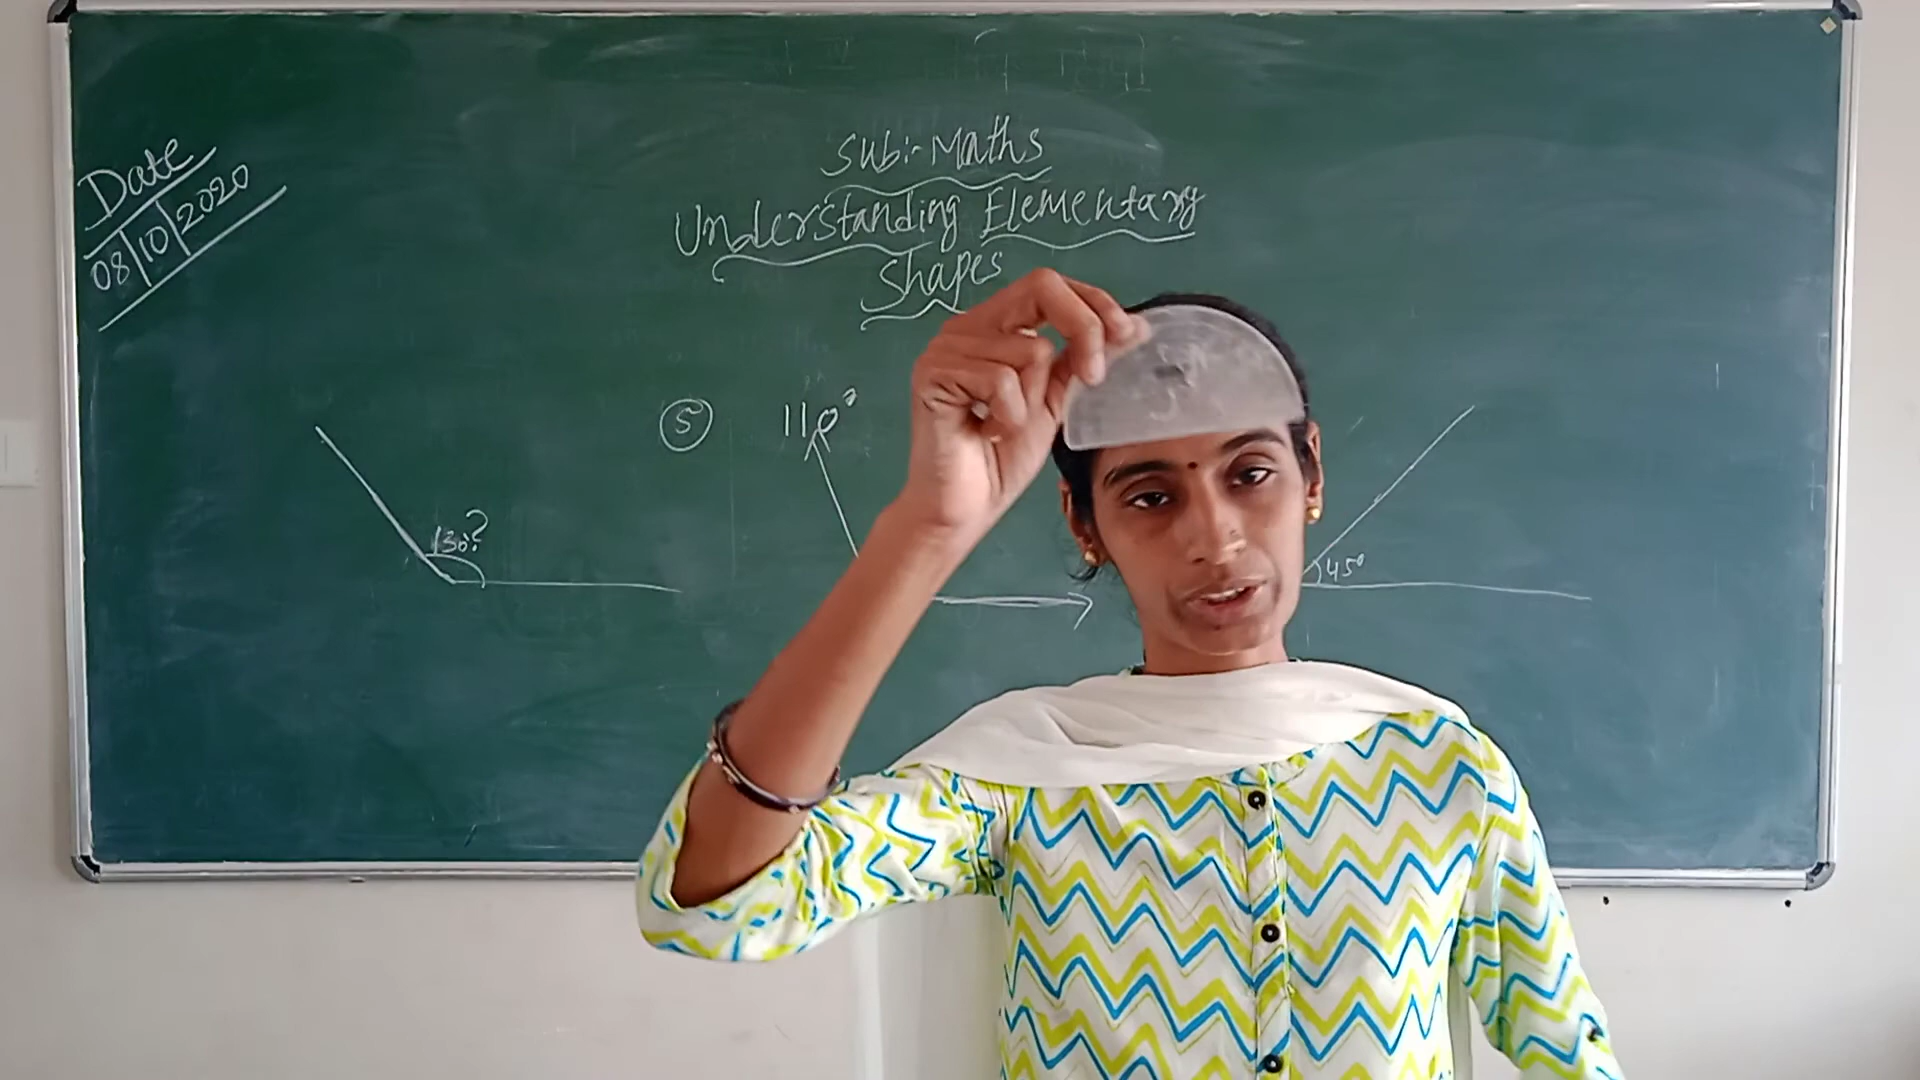 Date
08/10/2020
Sub:- Maths
Understanding Elementary
Shapes
5
110°
130?
45°